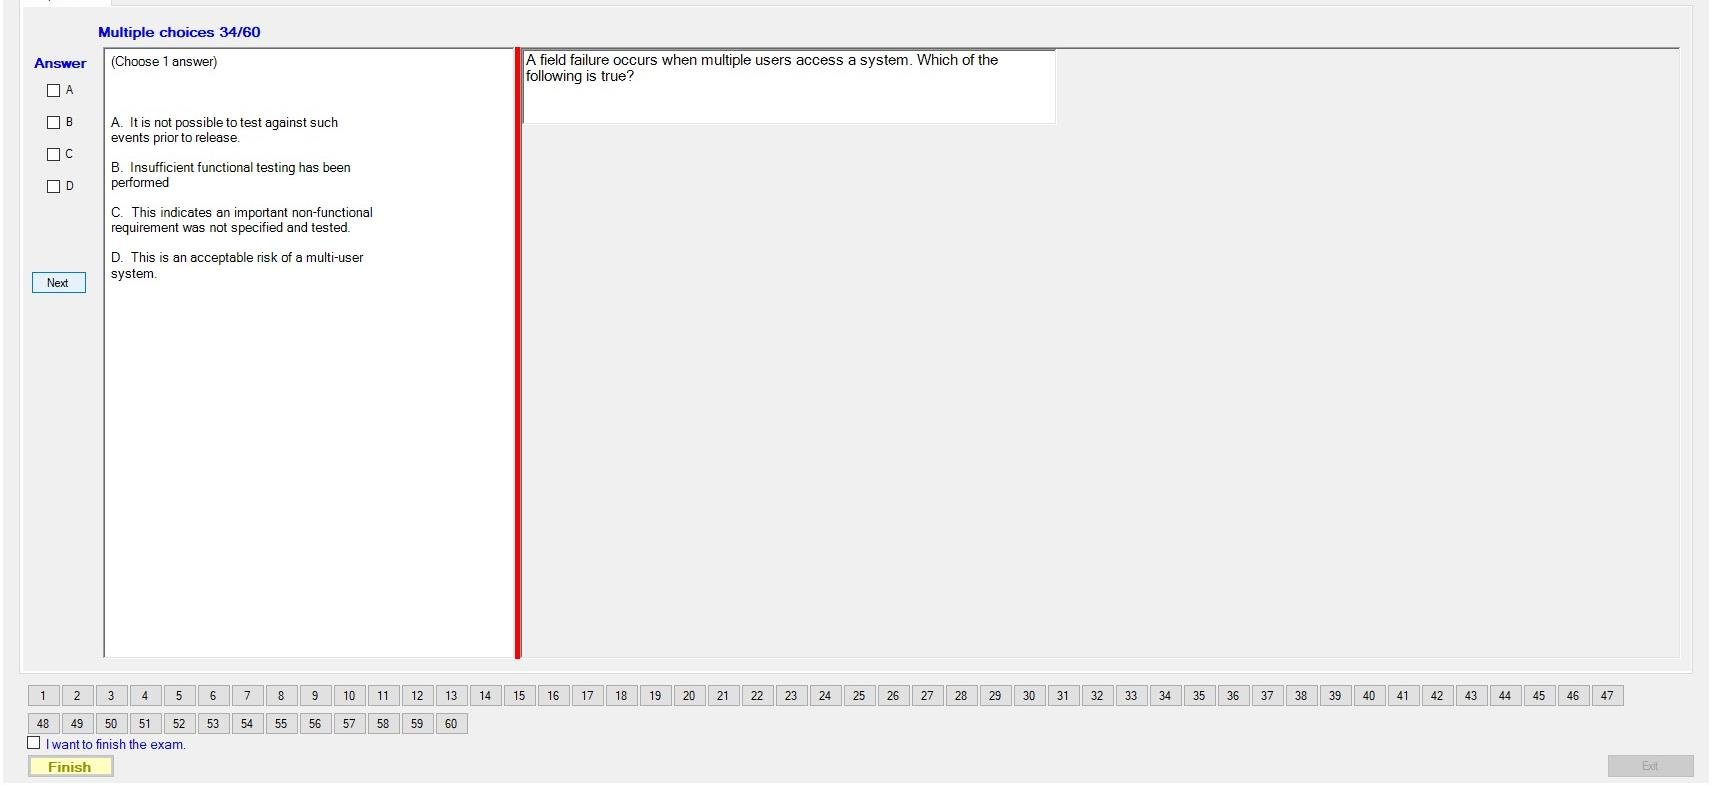 Multiple choices 34/60
Answer
A
B
C
D
Next
(Choose 1 answer)
A. It is not possible to test against such
events prior to release.
B. Insufficient functional testing has been
performed
C. This indicates an important non-functional
requirement was not specified and tested.
D. This is an acceptable risk of a multi-user
system.
A field failure occurs when multiple users access a system. Which of the
following is true?
1 2 3 4 5 6 7 8 9 10 11 12 13 14 15 16 17 18 19 20 21 22 23 24 25 26 27 28 29 30 31 32 33 34 35 36 37 38 39 40 41 42 43 44 45 46 47
48 49 50 51 52 53 54 55 56 57 58 59 60
I want to finish the exam.
Finish
Exit